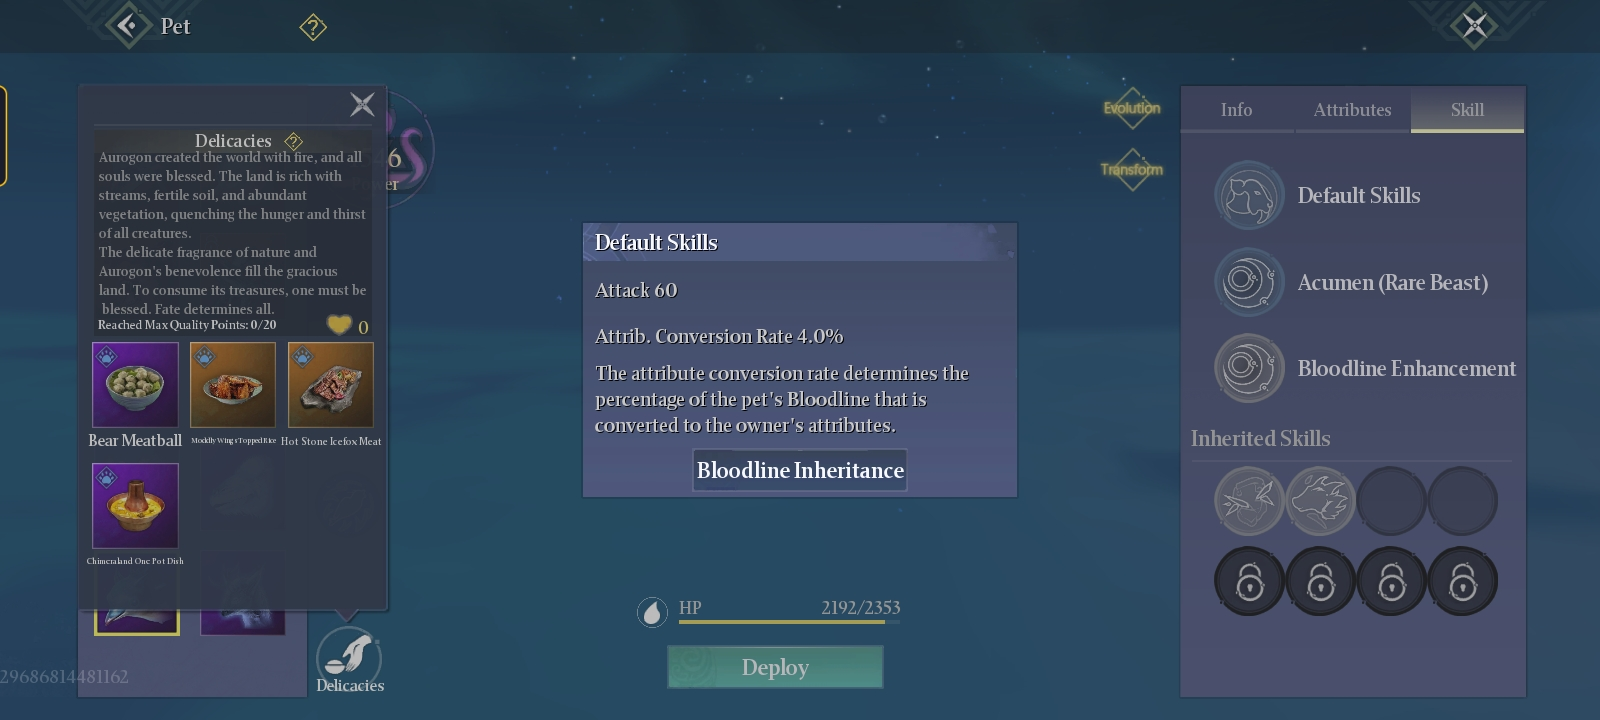 Pet
Delicacies
Aurogon created the world with fire, and all
souls were blessed. The land is rich with
streams, fertile soil, and abundant
vegetation, quenching the hunger and thirst
of all creatures.
The delicate fragrance of nature and
Aurogon's benevolence fill the gracious
land. To consume its treasures, one must be
blessed. Fate determines all.
Reached Max Quality Points: 0/20
0
Bear Meatball
Hot Stone Icefox Meat
Chimeraland One Pot Dish
29686814481162
Delicacies
Evolution
Transform
Default Skills
Attack 60
Attrib. Conversion Rate 4.0%
The attribute conversion rate determines the
percentage of the pet's Bloodline that is
converted to the owner's attributes.
Bloodline Inheritance
HP
2192/2353
Deploy
Info
Attributes
Skill
Default Skills
Acumen (Rare Beast)
Bloodline Enhancement
Inherited Skills